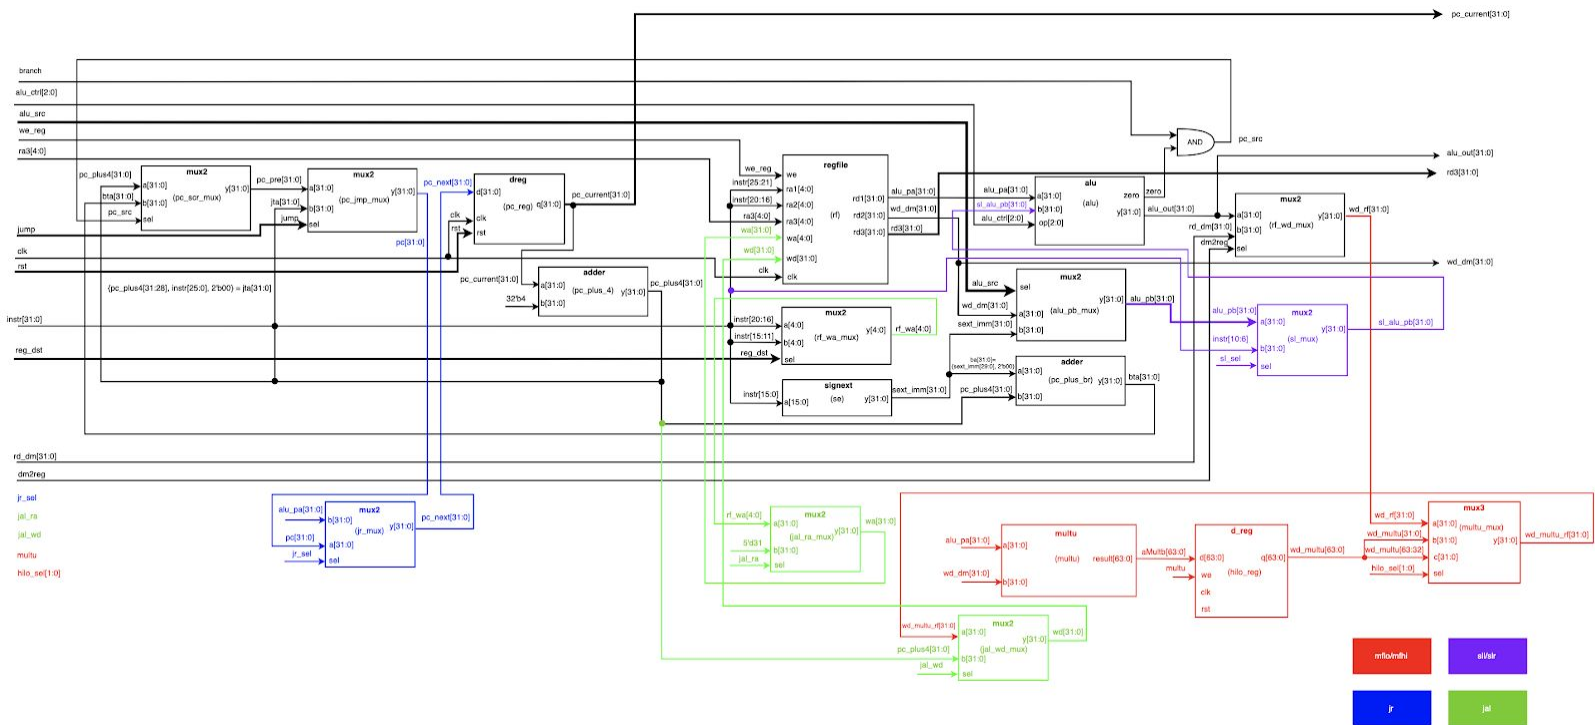 pc_current[31:0]
branch
alu_ctrl[2:0]
alu_src
we_reg
ra3[4:0]
jump
clk
rst
{pc_plus4[31:28], instr[25:0], 2'b00} = jta[31:0]
instr[31:0]
reg_dst
rd_dm[31:0]
dm2reg
jr_sel
jal_ra
jal_wd
multu
hilo_sel[1:0]
pc_plus4[31:0]
bta[31:0]
pc_src
mux2
(pc_scr_mux)
a[31:0]
b[31:0]
sel
y[31:0]
pc_pre[31:0]
jta[31:0]
jump
mux2
(pc_jmp_mux)
a[31:0]
b[31:0]
sel
y[31:0]
pc[31:0]
pc_next[31:0]
clk
rst
dreg
(pc_reg)
d[31:0]
clk
rst
q[31:0]
pc_current[31:0]
pc_current[31:0]
32'b4
adder
(pc_plus_4)
a[31:0]
b[31:0]
y[31:0]
pc_plus4[31:0]
we_reg
instr[25:21]
instr[20:16]
ra3[4:0]
wa[31:0]
wd[31:0]
clk
regfile
(rf)
we
ra1[4:0]
ra2[4:0]
ra3[4:0]
wa[4:0]
wd[31:0]
clk
rd1[31:0]
rd2[31:0]
rd3[31:0]
alu_pa[31:0]
wd_dm[31:0]
rd3[31:0]
instr[20:16]
instr[15:11]
reg_dst
mux2
(rf_wa_mux)
a[4:0]
b[4:0]
sel
y[4:0]
rf_wa[4:0]
instr[15:0]
signext
(se)
a[15:0]
y[31:0]
sext_imm[31:0]
alu_pa[31:0]
sl_alu_pb[31:0]
alu_ctrl[2:0]
alu
(alu)
a[31:0]
b[31:0]
op[2:0]
zero
y[31:0]
zero
alu_out[31:0]
AND
pc_src
alu_out[31:0]
rd3[31:0]
rd_dm[31:0]
dm2reg
mux2
(rf_wd_mux)
a[31:0]
b[31:0]
sel
y[31:0]
wd_rf[31:0]
wd_dm[31:0]
alu_src
wd_dm[31:0]
sext_imm[31:0]
mux2
(alu_pb_mux)
sel
a[31:0]
b[31:0]
y[31:0]
alu_pb[31:0]
ba[31:0]=
{sext_imm[29:0], 2'b00}
pc_plus4[31:0]
adder
(pc_plus_br)
a[31:0]
b[31:0]
y[31:0]
bta[31:0]
alu_pb[31:0]
instr[10:6]
sl_sel
mux2
(sl_mux)
a[31:0]
b[31:0]
sel
y[31:0]
sl_alu_pb[31:0]
alu_pa[31:0]
pc[31:0]
jr_sel
mux2
(jr_mux)
b[31:0]
a[31:0]
sel
y[31:0]
pc_next[31:0]
rf_wa[4:0]
5'd31
jal_ra
mux2
(jal_ra_mux)
a[31:0]
b[31:0]
sel
y[31:0]
wa[31:0]
alu_pa[31:0]
wd_dm[31:0]
multu
(multu)
a[31:0]
b[31:0]
result[63:0]
aMultb[63:0]
multu
d_reg
(hilo_reg)
d[63:0]
we
clk
rst
q[63:0]
wd_multu[63:0]
wd_rf[31:0]
wd_multu[31:0]
wd_multu[63:32]
hilo_sel[1:0]
mux3
(multu_mux)
a[31:0]
b[31:0]
c[31:0]
sel
y[31:0]
wd_multu_rf[31:0]
wd_multu_rf[31:0]
pc_plus4[31:0]
jal_wd
mux2
(jal_wd_mux)
a[31:0]
b[31:0]
sel
y[31:0]
wd[31:0]
mflo/mfhi
sll/slr
jr
jal